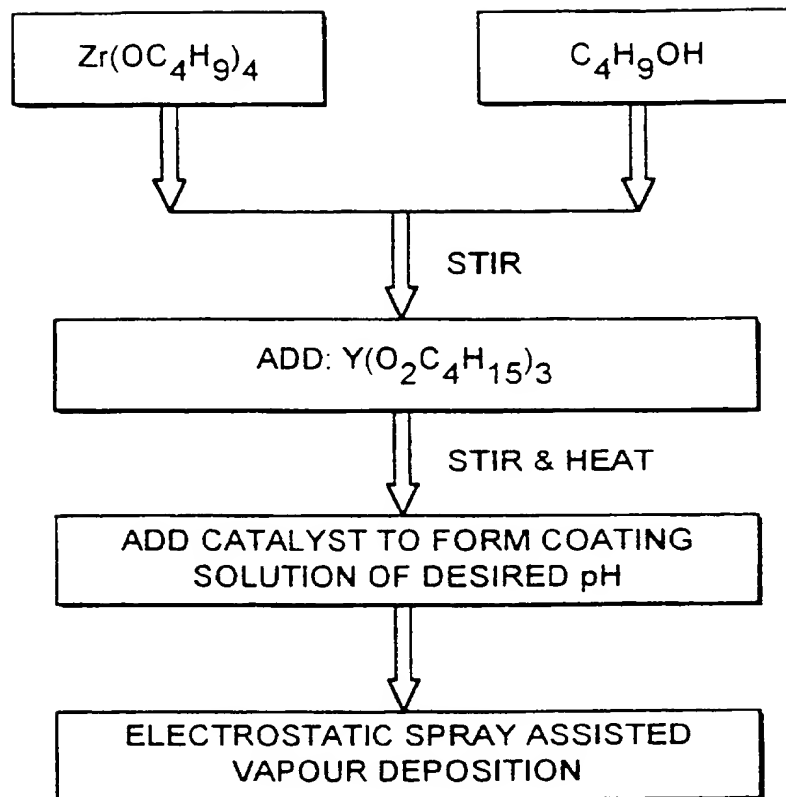 Zr(OC4H9)4
C4H9OH
STIR
ADD: Y(O2C4H15)3
STIR & HEAT
ADD CATALYST TO FORM COATING
SOLUTION OF DESIRED pH
ELECTROSTATIC SPRAY ASSISTED
VAPOUR DEPOSITION